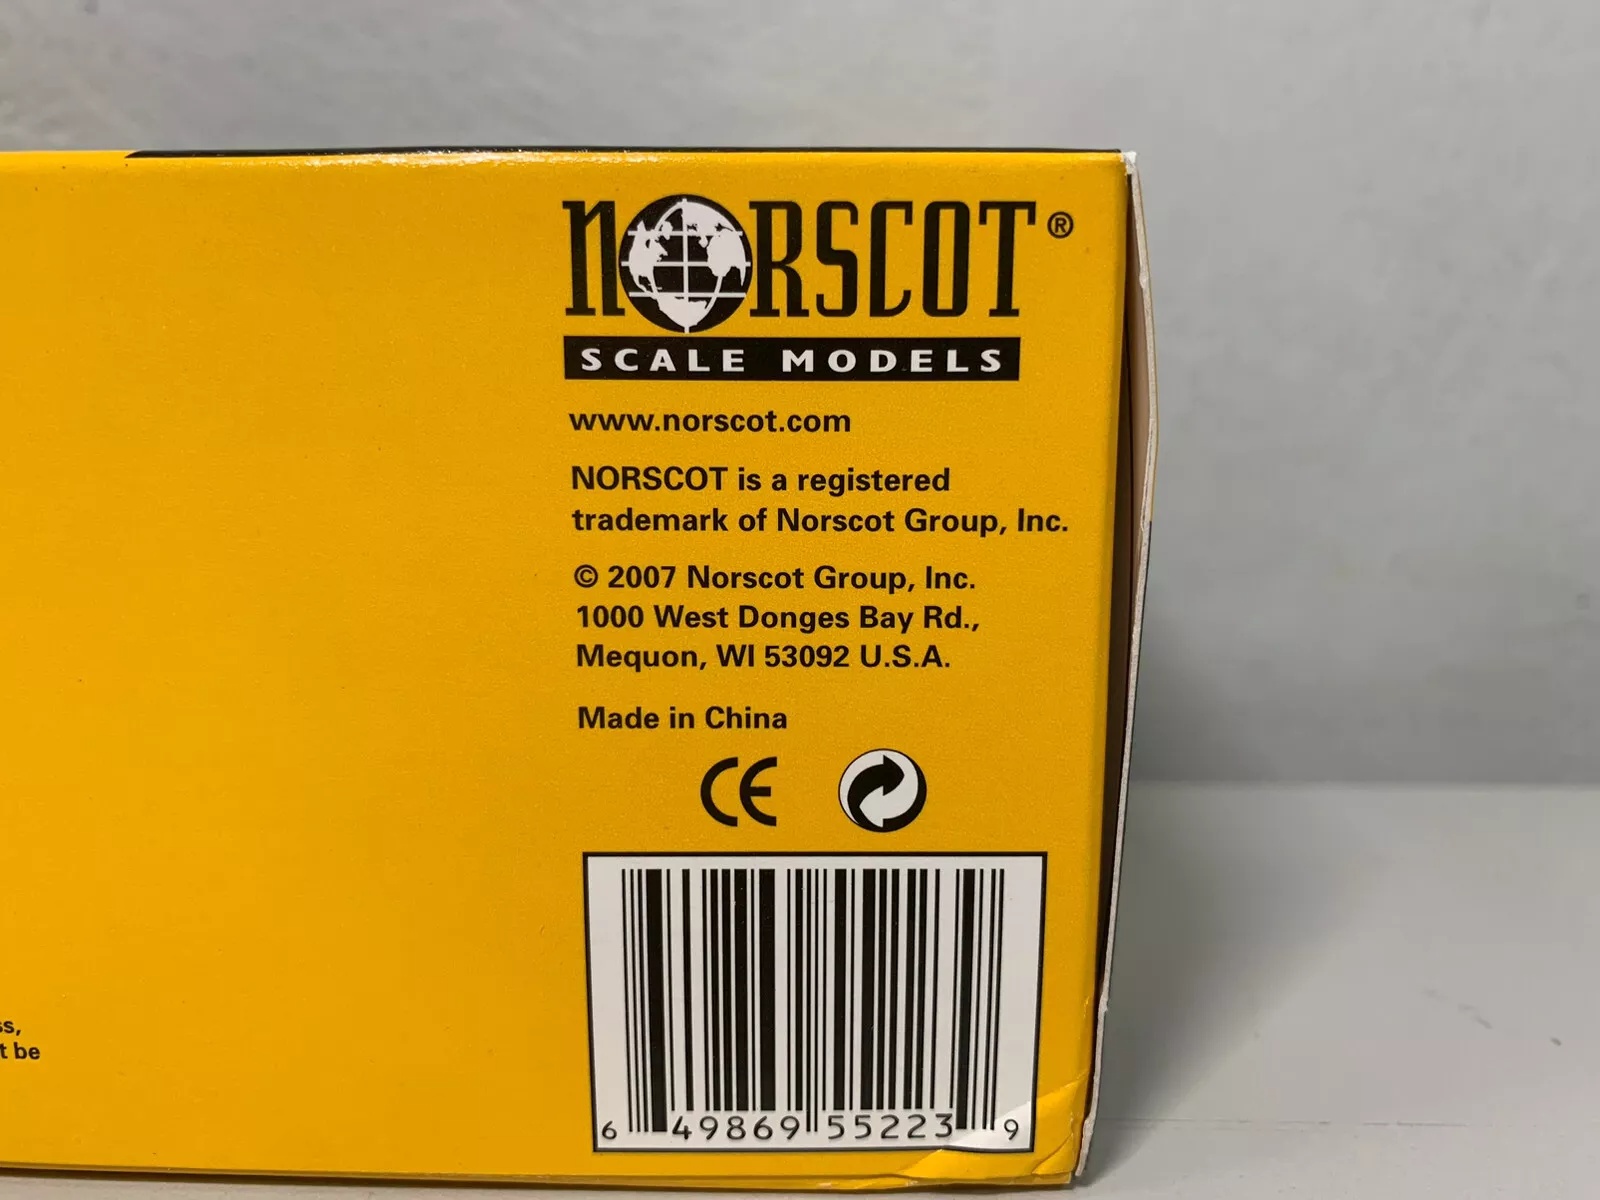 NORSCOT®
SCALE MODELS
www.norscot.com
NORSCOT is a registered
trademark of Norscot Group, Inc.
© 2007 Norscot Group, Inc.
1000 West Donges Bay Rd.,
Mequon, WI 53092 U.S.A.
Made in China
CE
t be
6 49869 55223 9